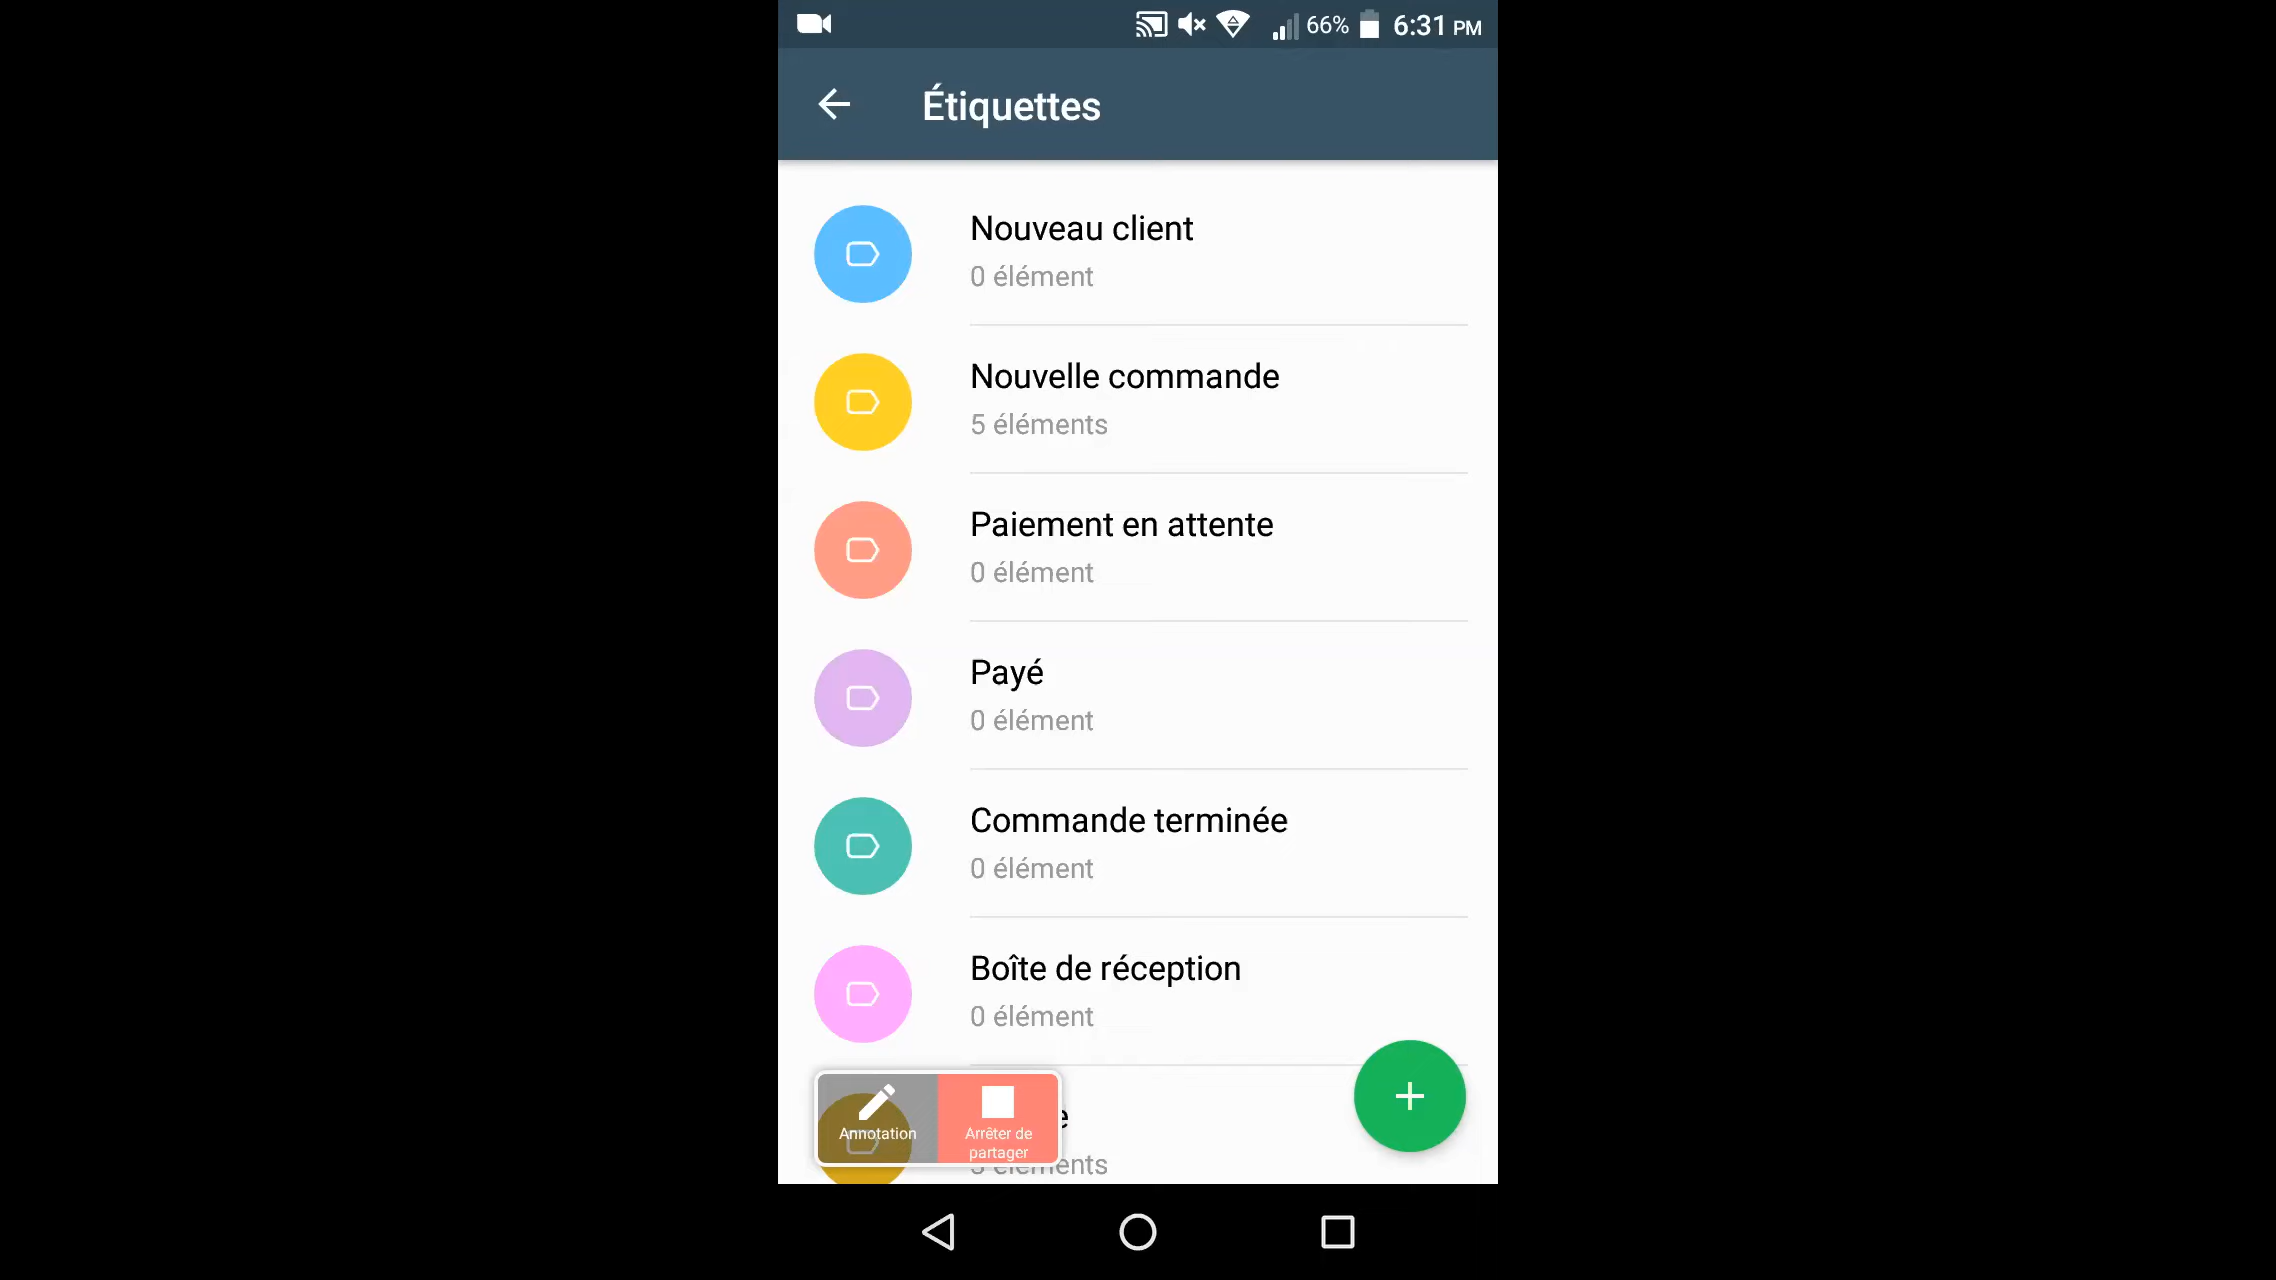 66% 6:31 PM
Étiquettes
Nouveau client
0 élément
Nouvelle commande
5 éléments
Paiement en attente
0 élément
Payé
0 élément
Commande terminée
0 élément
Boîte de réception
0 élément
Annotation
Arrêter de
partager